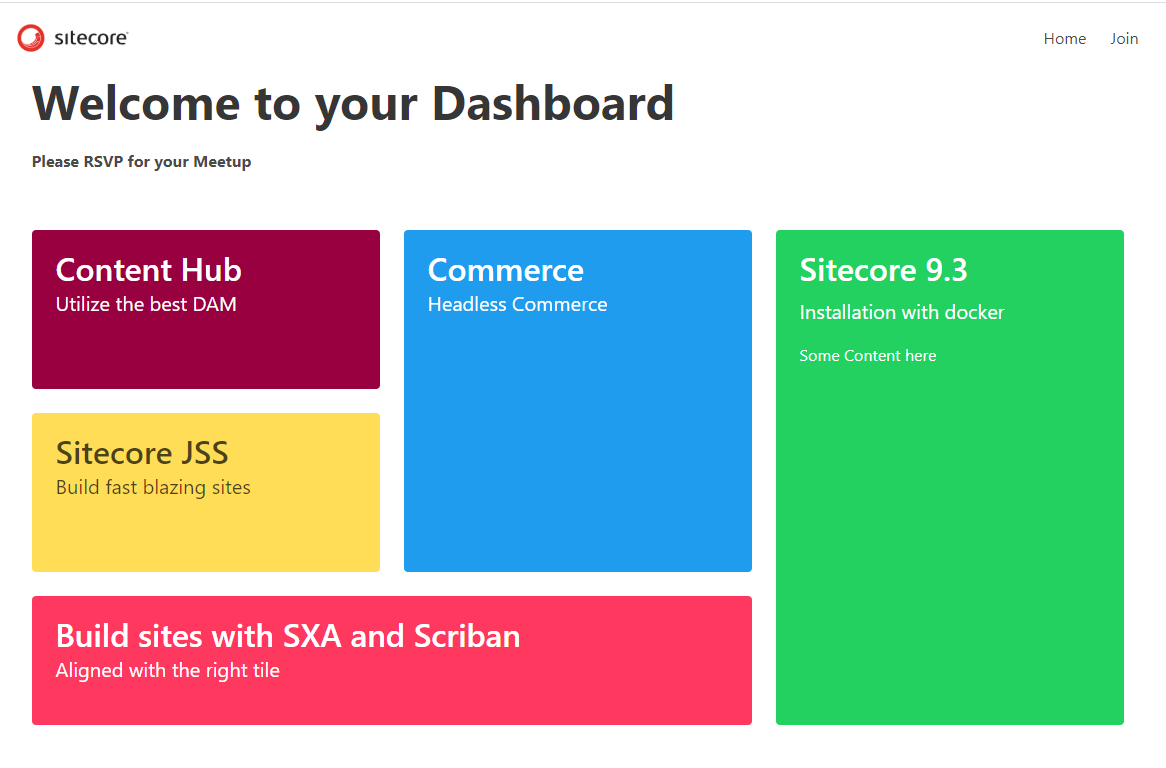 sitecore
Home Join
Welcome to your Dashboard
Please RSVP for your Meetup
Content Hub
Utilize the best DAM
Commerce
Headless Commerce
Sitecore 9.3
Installation with docker
Some Content here
Sitecore JSS
Build fast blazing sites
Build sites with SXA and Scriban
Aligned with the right tile